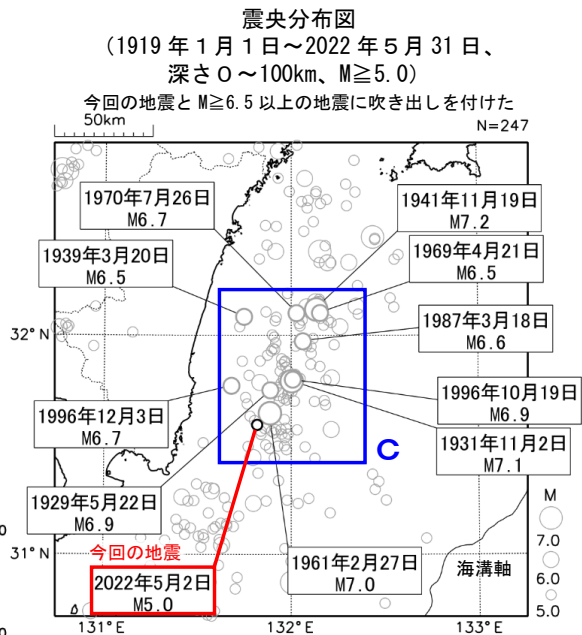 震央分布図
（1919年１月１日～2022年５月31日、
深さ０～100km、M≧5.0）
今回の地震とM≧6.5以上の地震に吹き出しを付けた
50km
N=247
1970年7月26日
M6.7
1941年11月19日
M7.2
1939年3月20日
M6.5
1969年4月21日
M6.5
32°N
1987年3月18日
M6.6
1996年10月19日
M6.9
1996年12月3日
M6.7
1931年11月2日
M7.1
C
1929年5月22日
M6.9
今回の地震
2022年5月2日
M5.0
1961年2月27日
M7.0
31°N
海溝軸
M
7.0
6.0
5.0
131°E
132°E
133°E